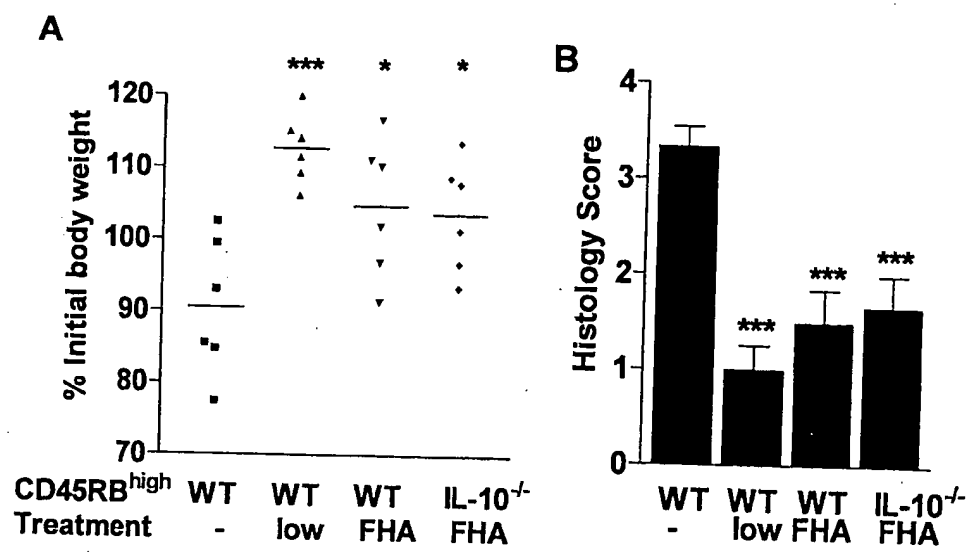 A
*** * *
120
110
100
90
80
70
% Initial body weight
CD45RBhigh WT WT WT IL-10-/-
Treatment - low FHA FHA
B
4
3
2
1
0
Histology Score
*** *** ***
WT WT WT IL-10-/-
- low FHA FHA